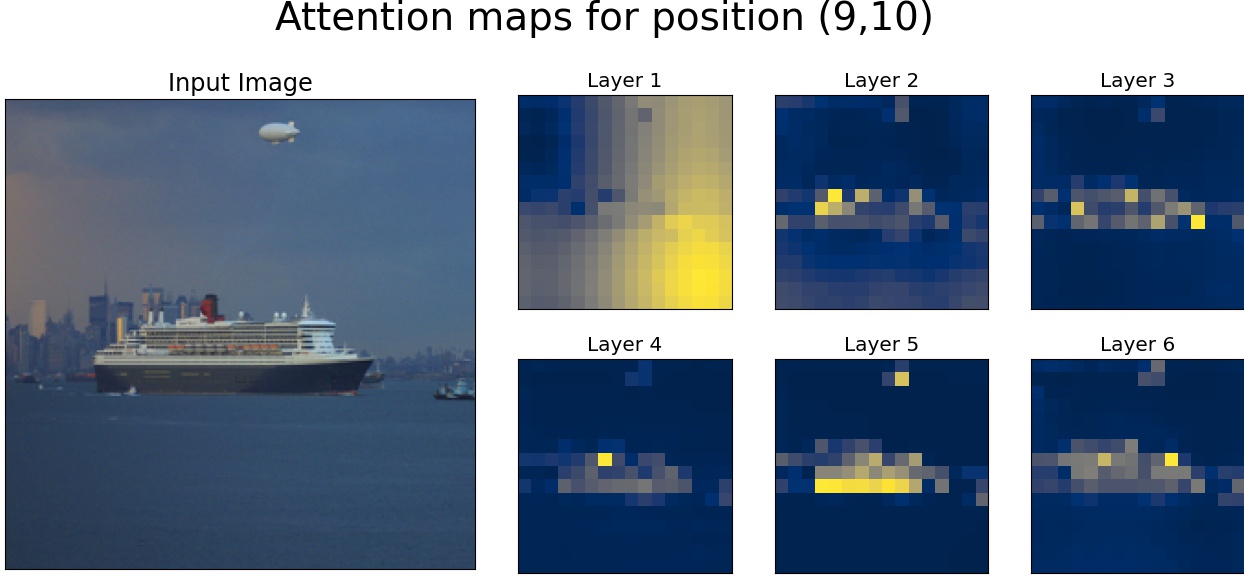 Attention maps for position (9,10)
Input Image
Layer 1
Layer 2
Layer 3
Layer 4
Layer 5
Layer 6